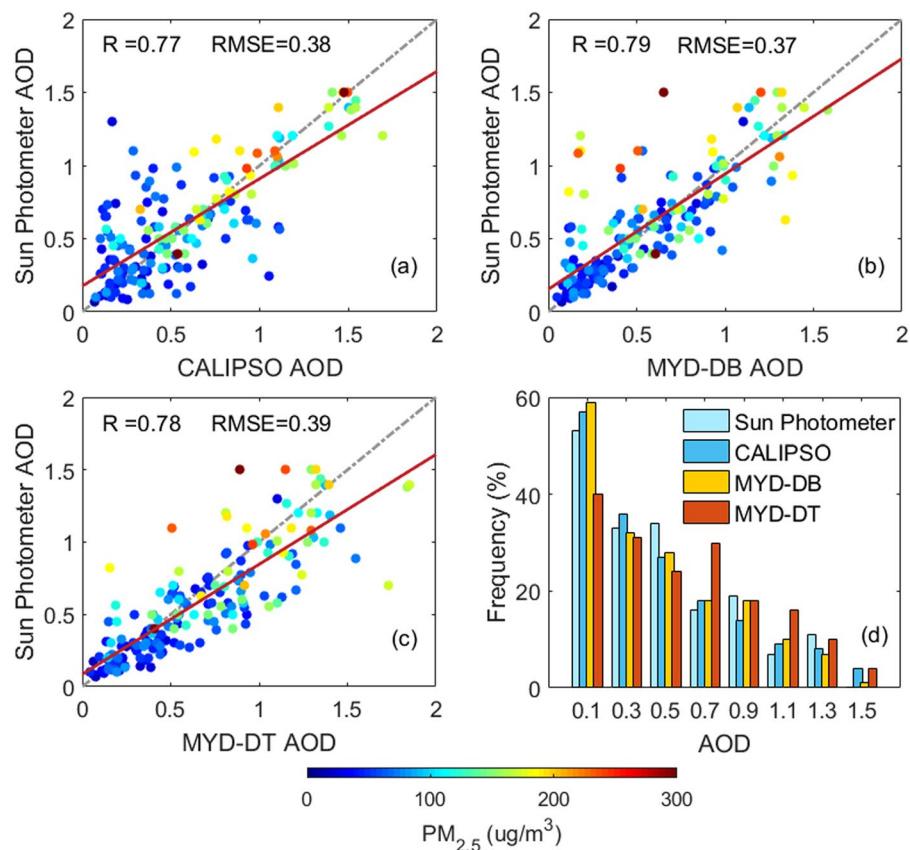 R =0.77 RMSE=0.38
2
1.5
1
0.5
0
Sun Photometer AOD
(a)
0 0.5 1 1.5 2
CALIPSO AOD
R =0.79 RMSE=0.37
2
1.5
1
0.5
0
Sun Photometer AOD
(b)
0 0.5 1 1.5 2
MYD-DB AOD
R =0.78 RMSE=0.39
2
1.5
1
0.5
0
Sun Photometer AOD
(c)
0 0.5 1 1.5 2
MYD-DT AOD
60
40
20
0
Frequency (%)
Sun Photometer
CALIPSO
MYD-DB
MYD-DT
(d)
0.1 0.3 0.5 0.7 0.9 1.1 1.3 1.5
AOD
0 100 200 300
PM2.5 (ug/m³)